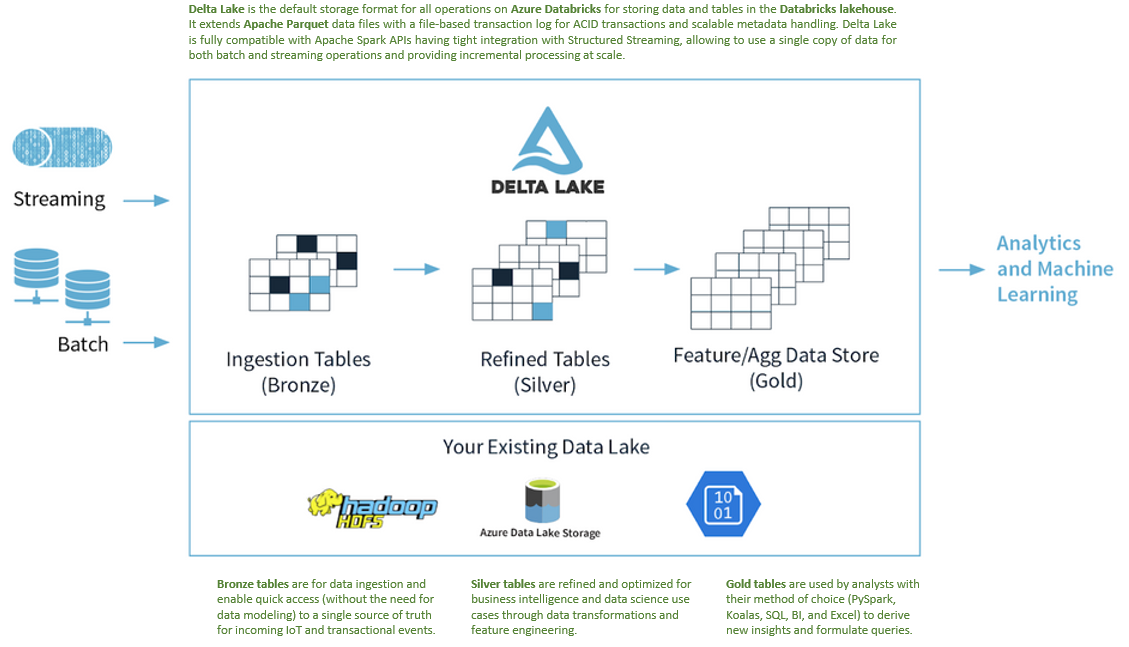 Delta Lake is the default storage format for all operations on Azure Databricks for storing data and tables in the Databricks lakehouse.
It extends Apache Parquet data files with a file-based transaction log for ACID transactions and scalable metadata handling. Delta Lake
is fully compatible with Apache Spark APIs having tight integration with Structured Streaming, allowing to use a single copy of data for
both batch and streaming operations and providing incremental processing at scale.
DELTA LAKE
Streaming
Batch
Ingestion Tables
(Bronze)
Refined Tables
(Silver)
Feature/Agg Data Store
(Gold)
Analytics
and Machine
Learning
Your Existing Data Lake
hadoop
HDFS
Azure Data Lake Storage
10
01
Bronze tables are for data ingestion and
enable quick access (without the need for
data modeling) to a single source of truth
for incoming IoT and transactional events.
Silver tables are refined and optimized for
business intelligence and data science use
cases through data transformations and
feature engineering.
Gold tables are used by analysts with
their method of choice (PySpark,
Koalas, SQL, BI, and Excel) to derive
new insights and formulate queries.